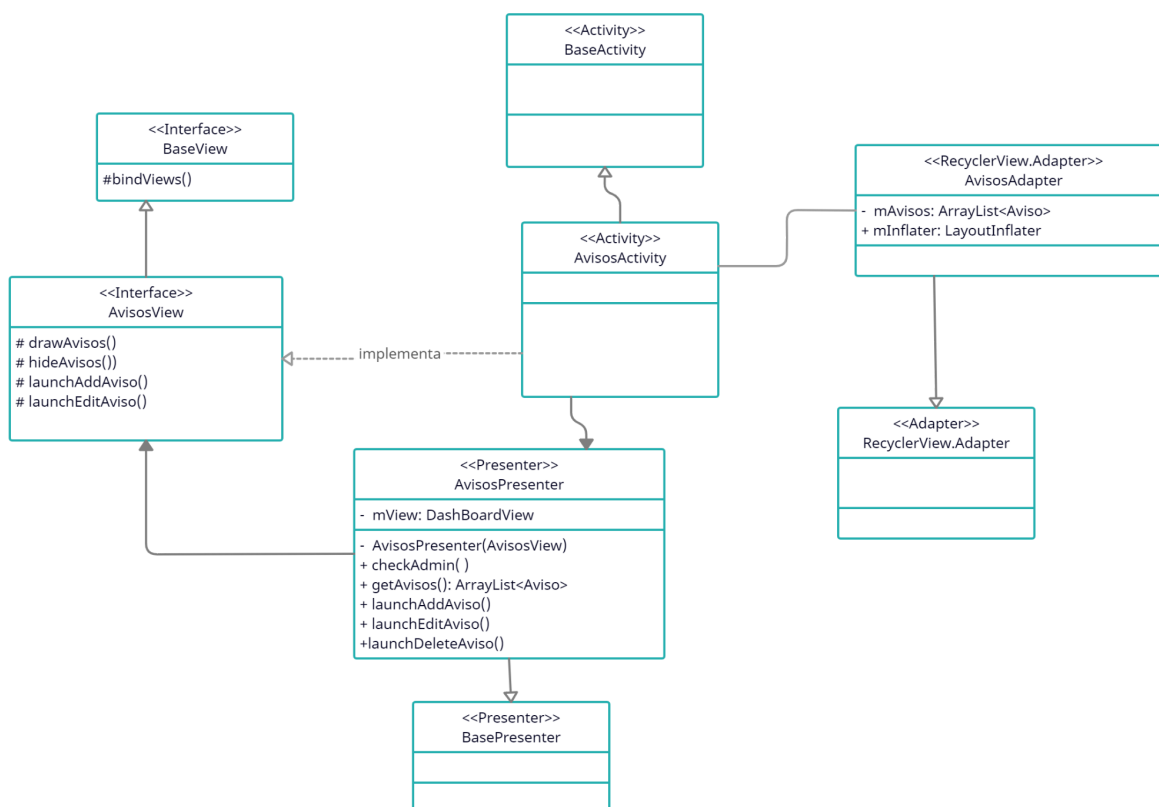 <<Activity>>
BaseActivity
<<Interface>>
BaseView
#bindViews()
<<RecyclerView.Adapter>>
AvisosAdapter
- mAvisos: ArrayList<Aviso>
+ mInflater: LayoutInflater
<<Activity>>
AvisosActivity
<<Interface>>
AvisosView
# drawAvisos()
# hideAvisos())
# launchAddAviso()
# launchEditAviso()
implementa
<<Adapter>>
RecyclerView.Adapter
<<Presenter>>
AvisosPresenter
- mView: DashBoardView
- AvisosPresenter(AvisosView)
+ checkAdmin( )
+ getAvisos(): ArrayList<Aviso>
+ launchAddAviso()
+ launchEditAviso()
+launchDeleteAviso()
<<Presenter>>
BasePresenter